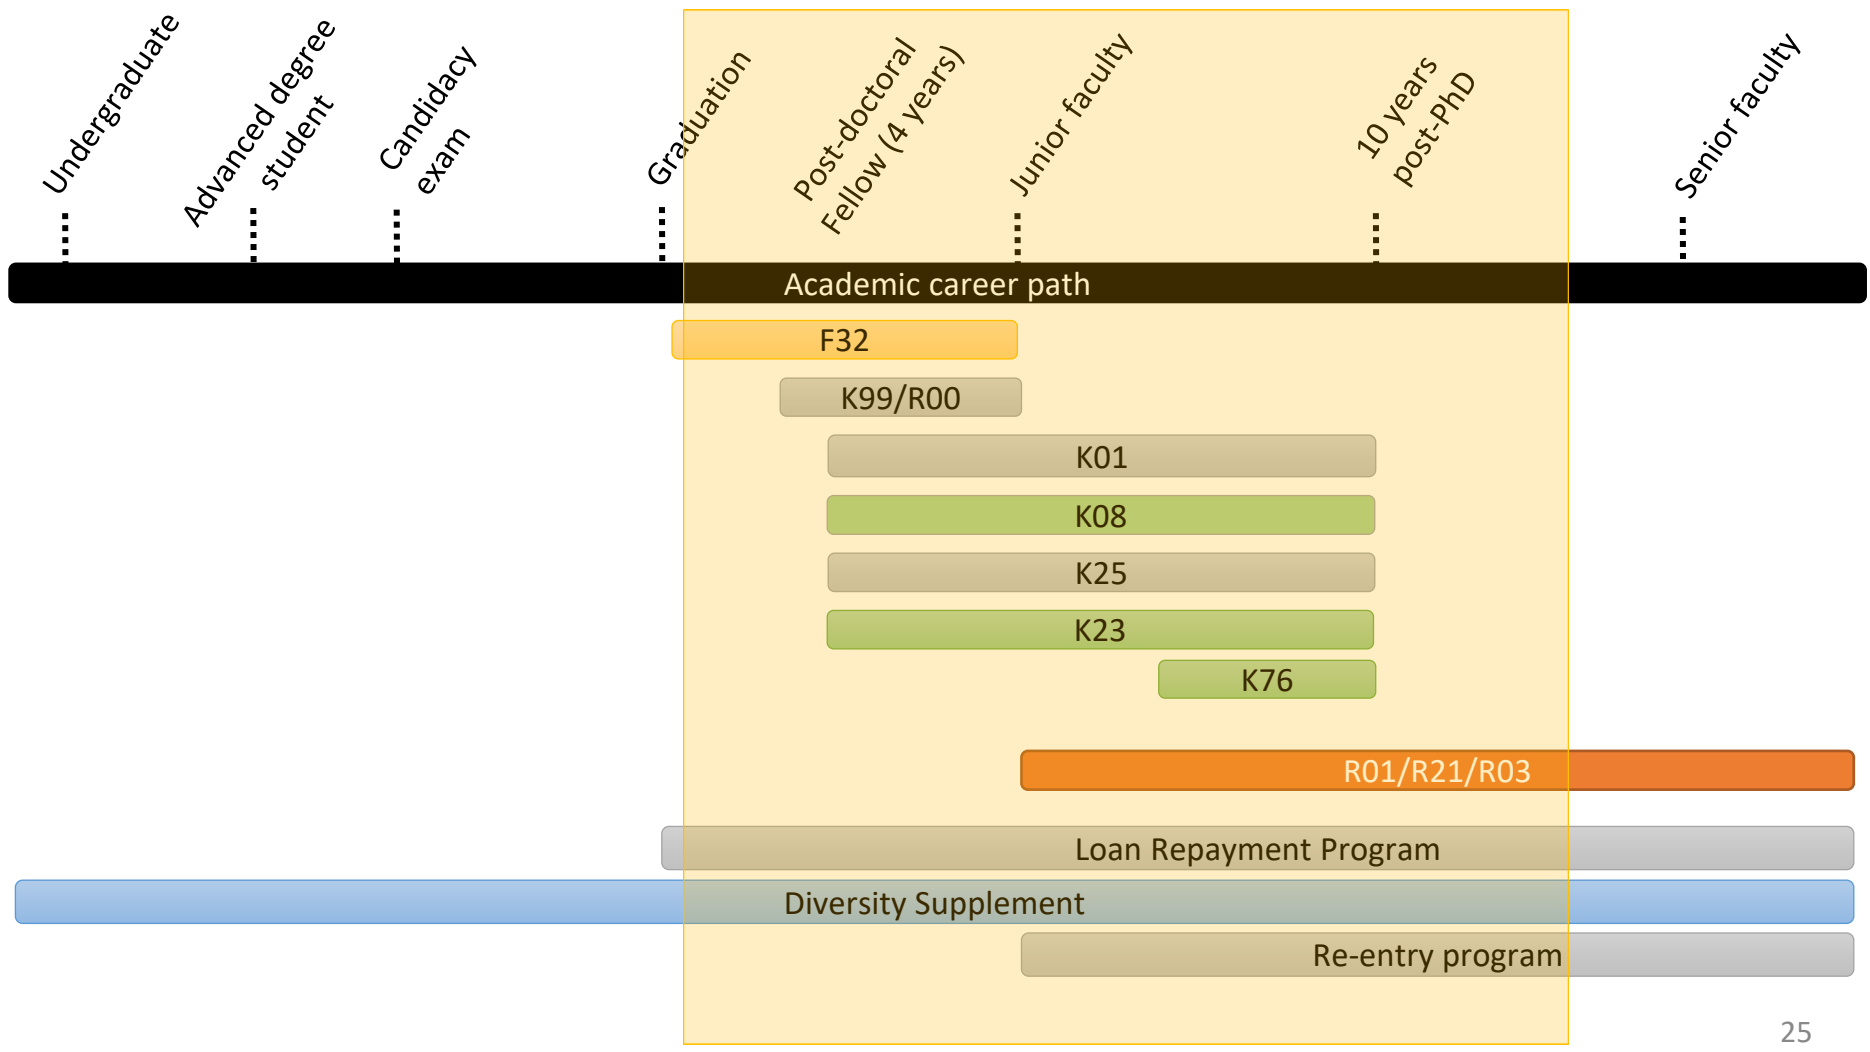 Undergraduate
Advanced degree
student
Candidacy
exam
Graduation
Post-doctoral
Fellow (4 years)
Junior faculty
10 years
post-PhD
Senior faculty
Academic career path
F32
K99/R00
K01
K08
K25
K23
K76
R01/R21/R03
Loan Repayment Program
Diversity Supplement
Re-entry program
25